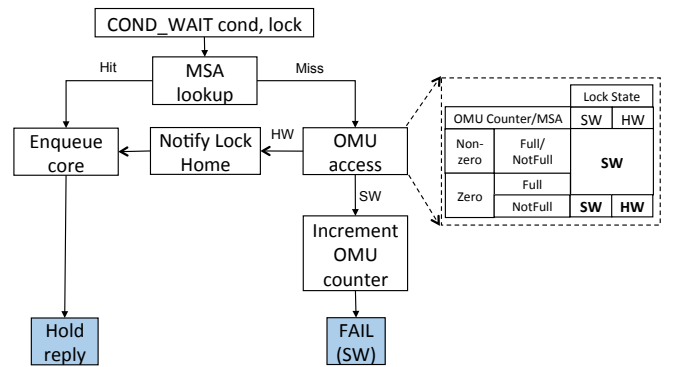 COND_WAIT cond, lock
Hit
MSA
lookup
Miss
Enqueue
core
Notify Lock
Home
HW
OMU
access
SW
Increment
OMU
counter
Hold
reply
FAIL
(SW)
Lock State
OMU Counter/MSA
SW
HW
Non-
zero
Full/
NotFull
SW
Zero
Full
NotFull
SW
HW